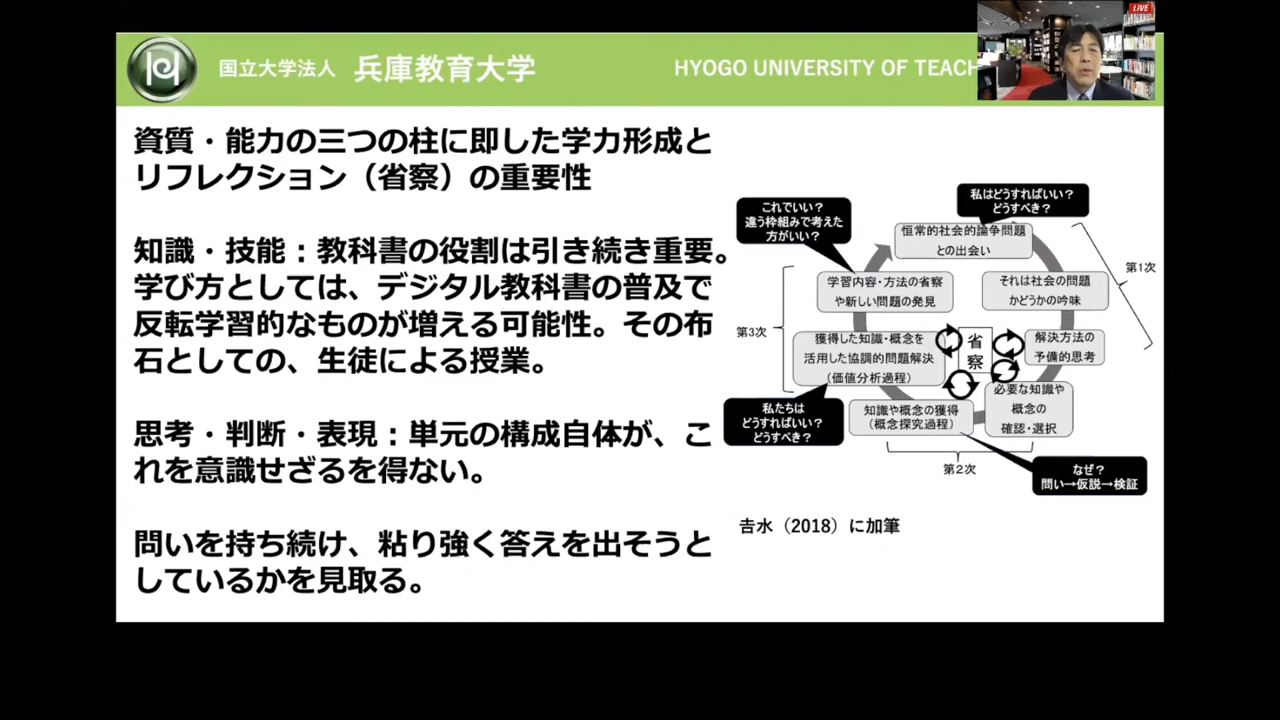 LIVE
国立大学法人 兵庫教育大学
HYOGO UNIVERSITY OF TEACH
資質・能力の三つの柱に即した学力形成と
リフレクション（省察）の重要性
知識・技能：教科書の役割は引き続き重要。
学び方としては、デジタル教科書の普及で
反転学習的なものが増える可能性。その布
石としての、生徒による授業。
思考・判断・表現：単元の構成自体が、こ
れを意識せざるを得ない。
問いを持ち続け、粘り強く答えを出そうと
しているかを見取る。
私はどうすればいい？
どうすべき？
これでいい？
違う枠組みで考えた
方がいい？
恒常的社会的論争問題
との出会い
第1次
それは社会の問題
かどうかの吟味
学習内容・方法の省察
や新しい問題の発見
第3次
解決方法の
予備的思考
省
察
獲得した知識・概念を
活用した協調的問題解決
（価値分析過程）
必要な知識や
概念の
確認・選択
知識や概念の獲得
（概念探究過程）
私たちは
どうすればいい？
どうすべき？
第２次
なぜ？
問い→仮説→検証
𠮷水（2018）に加筆